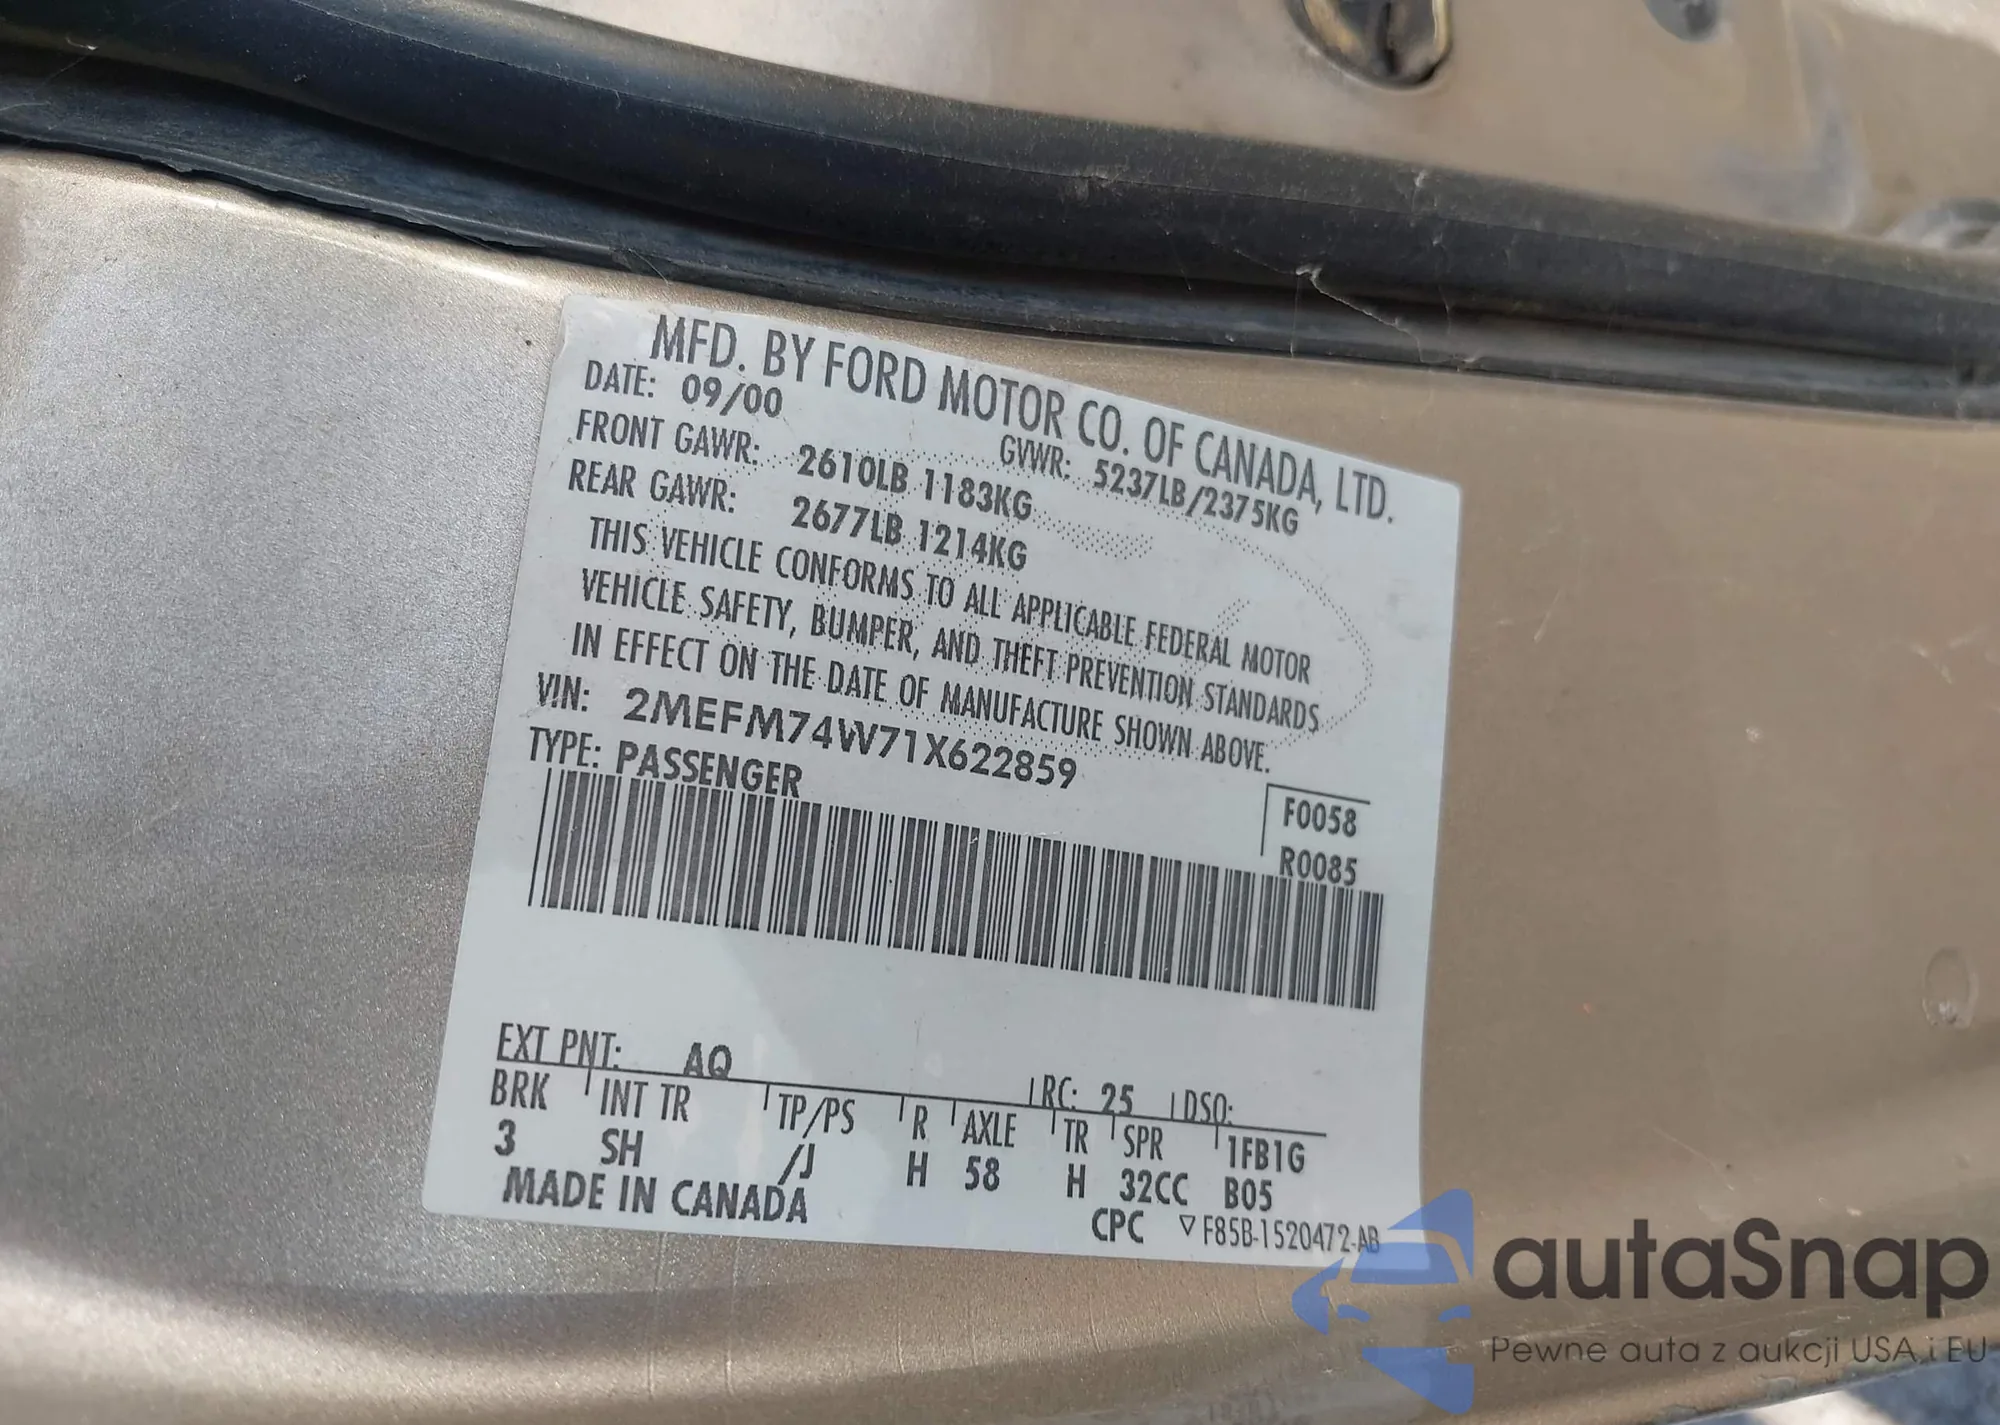 MFD. BY FORD MOTOR CO. OF CANADA, LTD.
DATE: 09/00 GVWR: 5237LB/2375KG
FRONT GAWR: 2610LB 1183KG
REAR GAWR: 2677LB 1214KG
THIS VEHICLE CONFORMS TO ALL APPLICABLE FEDERAL MOTOR
VEHICLE SAFETY, BUMPER, AND THEFT PREVENTION STANDARDS
IN EFFECT ON THE DATE OF MANUFACTURE SHOWN ABOVE.
VIN: 2MEFM74W71X622859
TYPE: PASSENGER
F0058
R0085
EXT PNT: AQ RC: 25 DSO:
BRK INT TR TP/PS R AXLE TR SPR 1FB1G
3 SH /J H 58 H 32CC B05
MADE IN CANADA CPC ▽ F85B-1520472-AB
autaSnap
Pewne auta z aukcji USA i EU